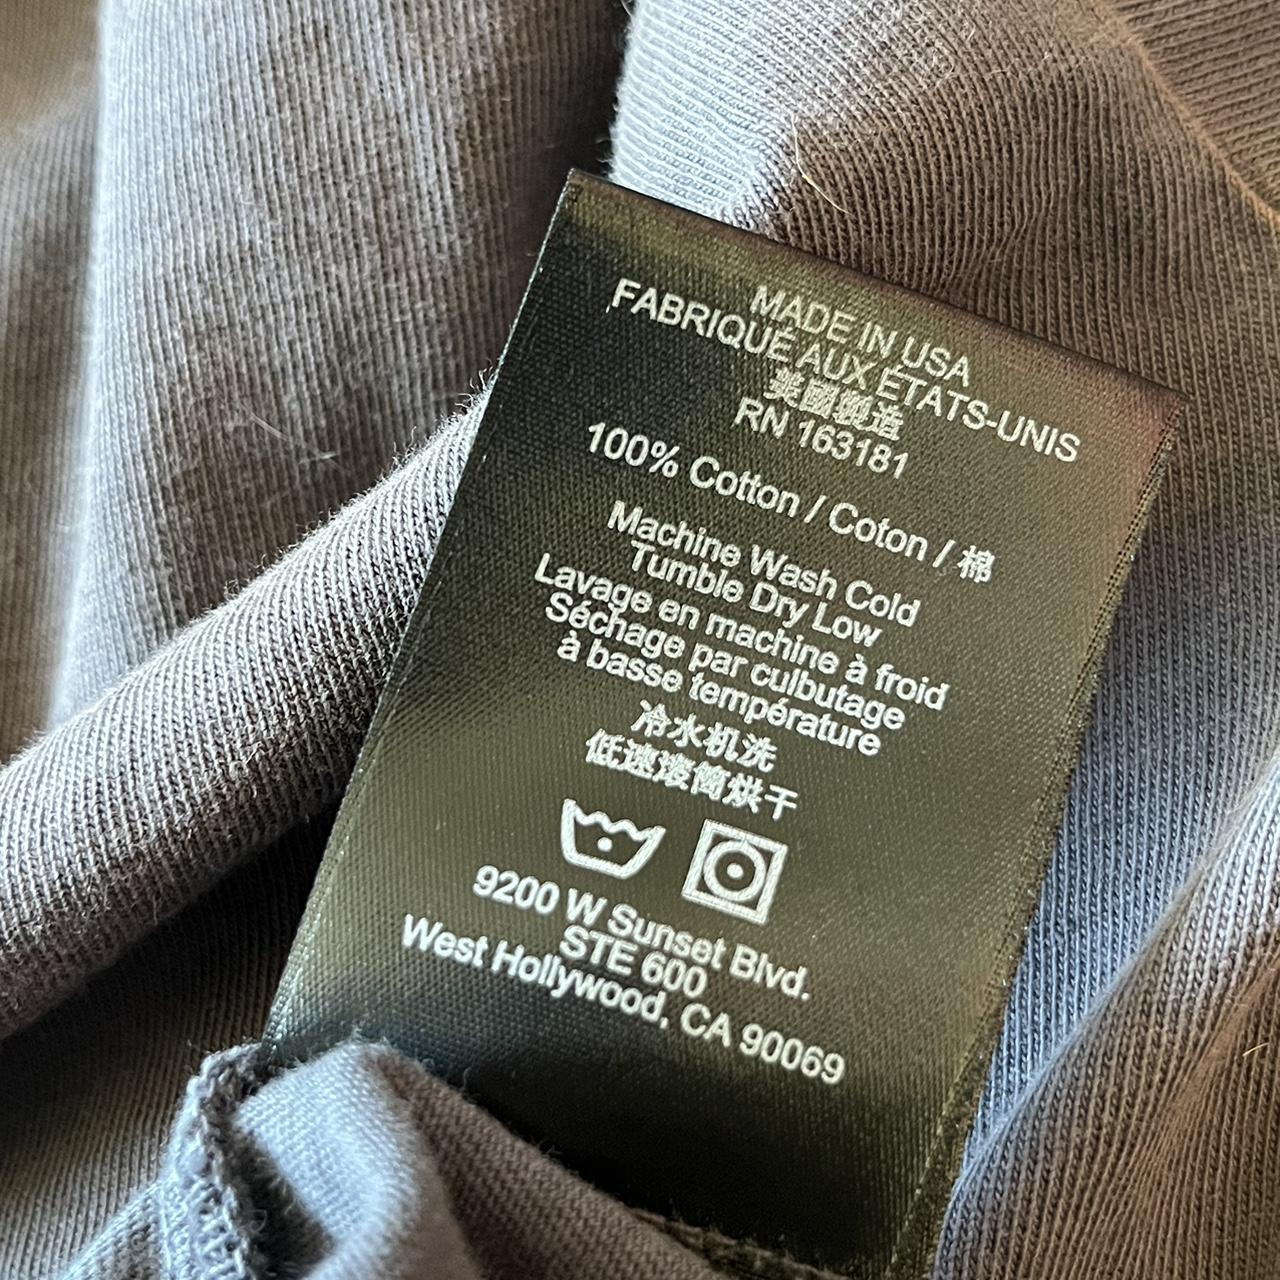 MADE IN USA
FABRIQUÉ AUX ETATS-UNIS
美國製造
RN 163181
100% Cotton / Coton / 棉
Machine Wash Cold
Tumble Dry Low
Lavage en machine à froid
Séchage par culbutage
à basse température
冷水机洗
低速滚筒烘干
9200 W Sunset Blvd.
STE 600
West Hollywood, CA 90069